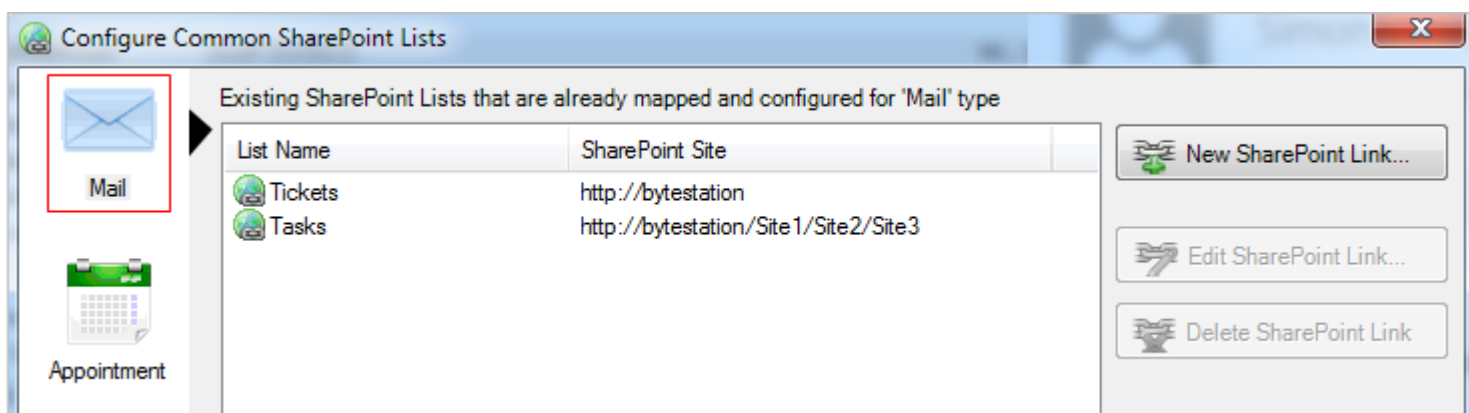 Configure Common SharePoint Lists
Existing SharePoint Lists that are already mapped and configured for 'Mail' type
List Name SharePoint Site
New SharePoint Link...
Mail
Tickets http://bytestation
Tasks http://bytestation/Site1/Site2/Site3
Edit SharePoint Link...
Delete SharePoint Link
Appointment